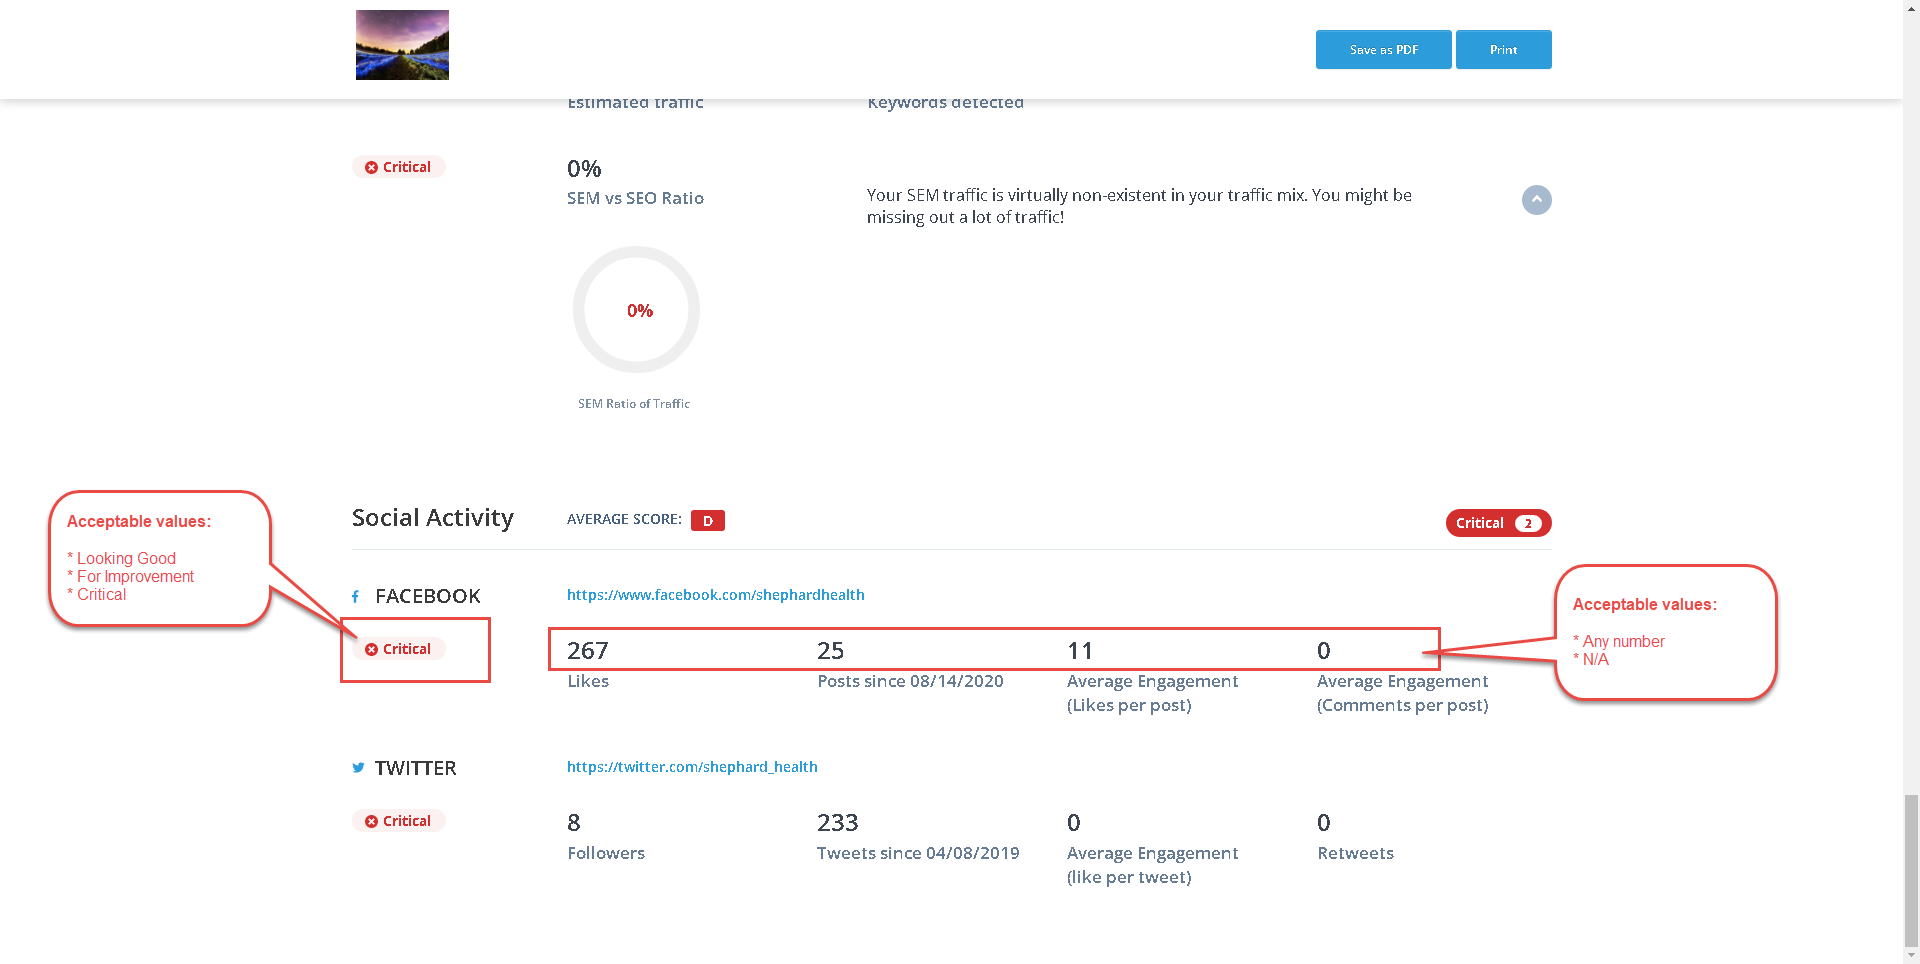 Save as PDF
Print
Estimated traffic
Keywords detected
Critical
0%
SEM vs SEO Ratio
Your SEM traffic is virtually non-existent in your traffic mix. You might be
missing out a lot of traffic!
0%
SEM Ratio of Traffic
Acceptable values:
* Looking Good
* For Improvement
* Critical
Social Activity
AVERAGE SCORE: D
Critical 2
FACEBOOK
https://www.facebook.com/shephardhealth
Critical
267
Likes
25
Posts since 08/14/2020
11
Average Engagement
(Likes per post)
0
Average Engagement
(Comments per post)
Acceptable values:
* Any number
* N/A
TWITTER
https://twitter.com/shephard_health
Critical
8
Followers
233
Tweets since 04/08/2019
0
Average Engagement
(like per tweet)
0
Retweets